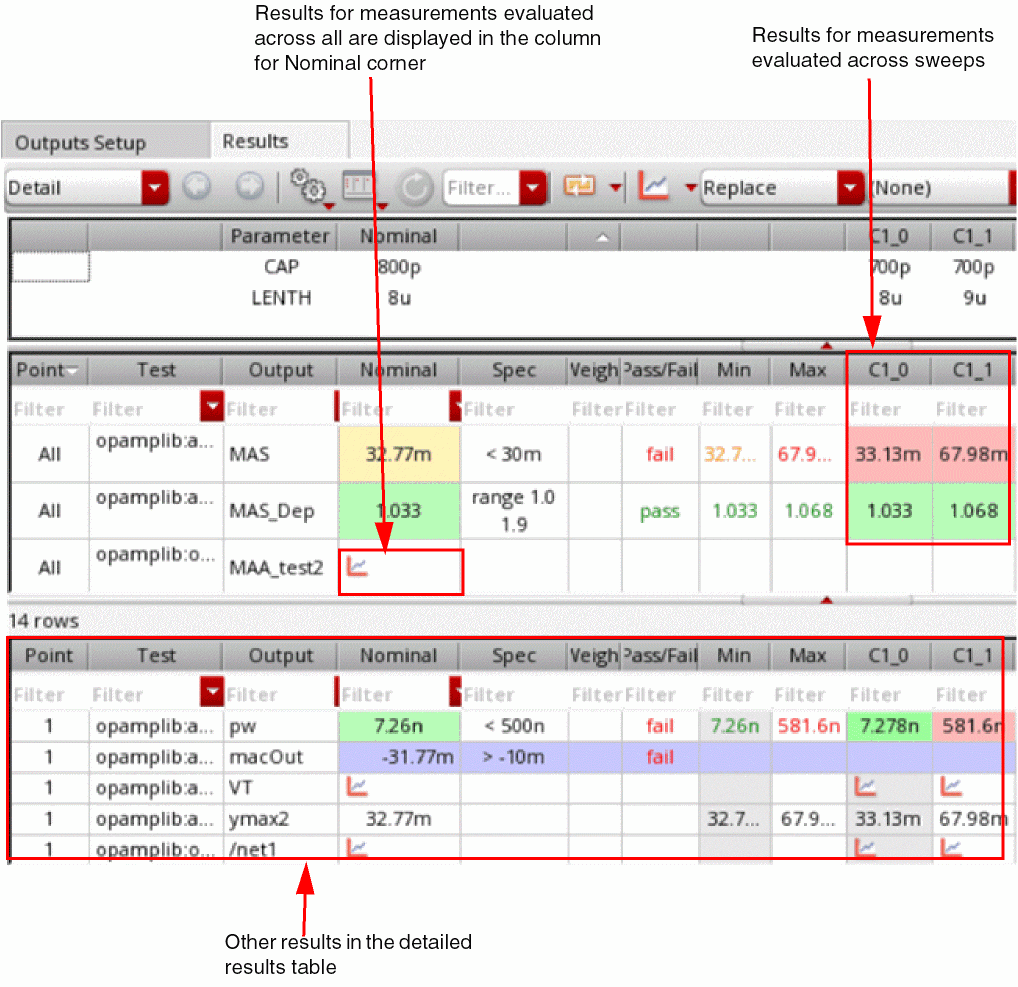 Results for measurements evaluated
across all are displayed in the column
for Nominal corner
Results for measurements
evaluated across sweeps
Outputs Setup Results
Detail Filter... Replace (None)
Parameter Nominal C1_0 C1_1
CAP 800p 700p 700p
LENTH 8u 8u 9u
Point Test Output Nominal Spec Veigh Pass/Fail Min Max C1_0 C1_1
Filter Filter Filter Filter Filter Filter Filter Filter Filter Filter Filter
All opamplib:a... MAS 32.77m < 30m fail 32.7... 67.9... 33.13m 67.98m
All opamplib:a... MAS_Dep 1.033 range 1.0 pass 1.033 1.068 1.033 1.068
1.9
All opamplib:o... MAA_test2
14 rows
Point Test Output Nominal Spec Veigh Pass/Fail Min Max C1_0 C1_1
Filter Filter Filter Filter Filter Filter Filter Filter Filter Filter Filter
1 opamplib:a... pw 7.26n < 500n fail 7.26n 581.6n 7.278n 581.6n
1 opamplib:a... macOut -31.77m > -10m fail
1 opamplib:a... VT
1 opamplib:a... ymax2 32.77m 32.7... 67.9... 33.13m 67.98m
1 opamplib:o... /net1
Other results in the detailed
results table